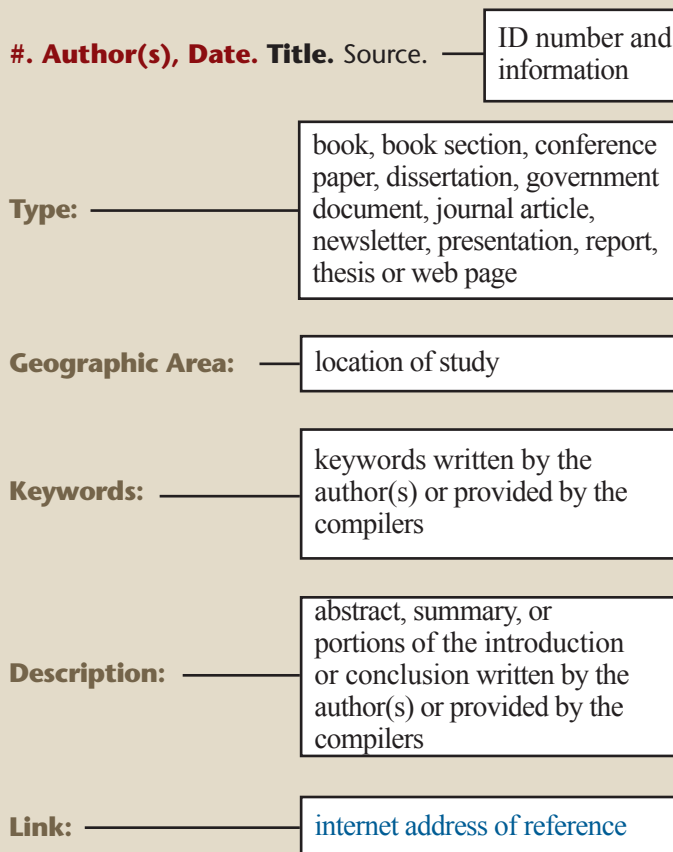 #. Author(s), Date. Title. Source.
ID number and
information
Type:
book, book section, conference
paper, dissertation, government
document, journal article,
newsletter, presentation, report,
thesis or web page
Geographic Area:
location of study
Keywords:
keywords written by the
author(s) or provided by the
compilers
Description:
abstract, summary, or
portions of the introduction
or conclusion written by the
author(s) or provided by the
compilers
Link:
internet address of reference